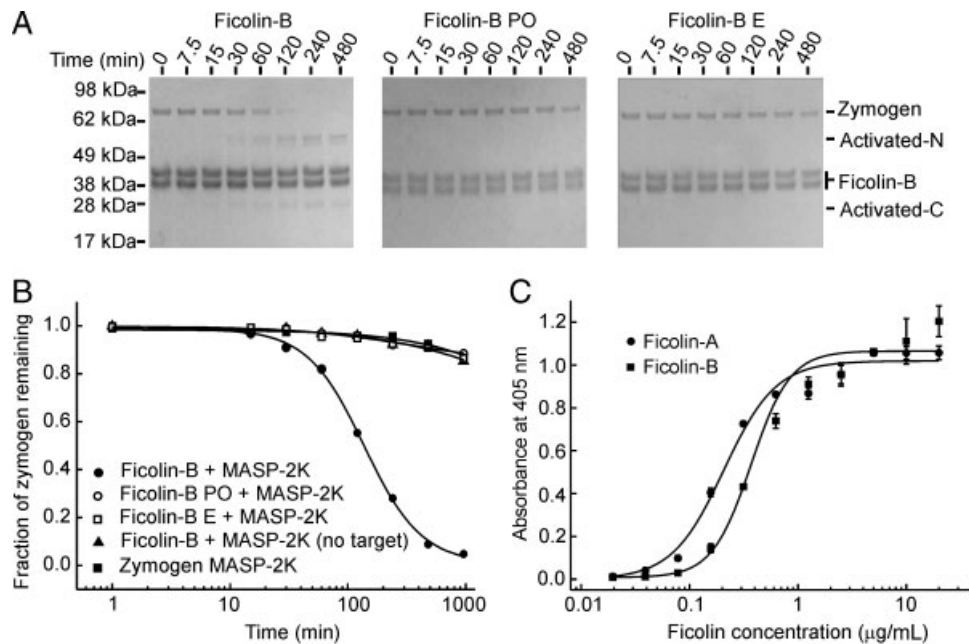 A
Ficolin-B
Ficolin-B PO
Ficolin-B E
Time (min)
0 7.5 15 30 60 120 240 480
0 7.5 15 30 60 120 240 480
0 7.5 15 30 60 120 240 480
98 kDa
62 kDa
49 kDa
38 kDa
28 kDa
17 kDa
Zymogen
Activated-N
Ficolin-B
Activated-C
B
Fraction of zymogen remaining
1.0
0.8
0.6
0.4
0.2
0.0
Ficolin-B + MASP-2K
Ficolin-B PO + MASP-2K
Ficolin-B E + MASP-2K
Ficolin-B + MASP-2K (no target)
Zymogen MASP-2K
1 10 100 1000
Time (min)
C
Absorbance at 405 nm
1.2
1.0
0.8
0.6
0.4
0.2
0.0
Ficolin-A
Ficolin-B
0.01 0.1 1 10
Ficolin concentration (μg/mL)